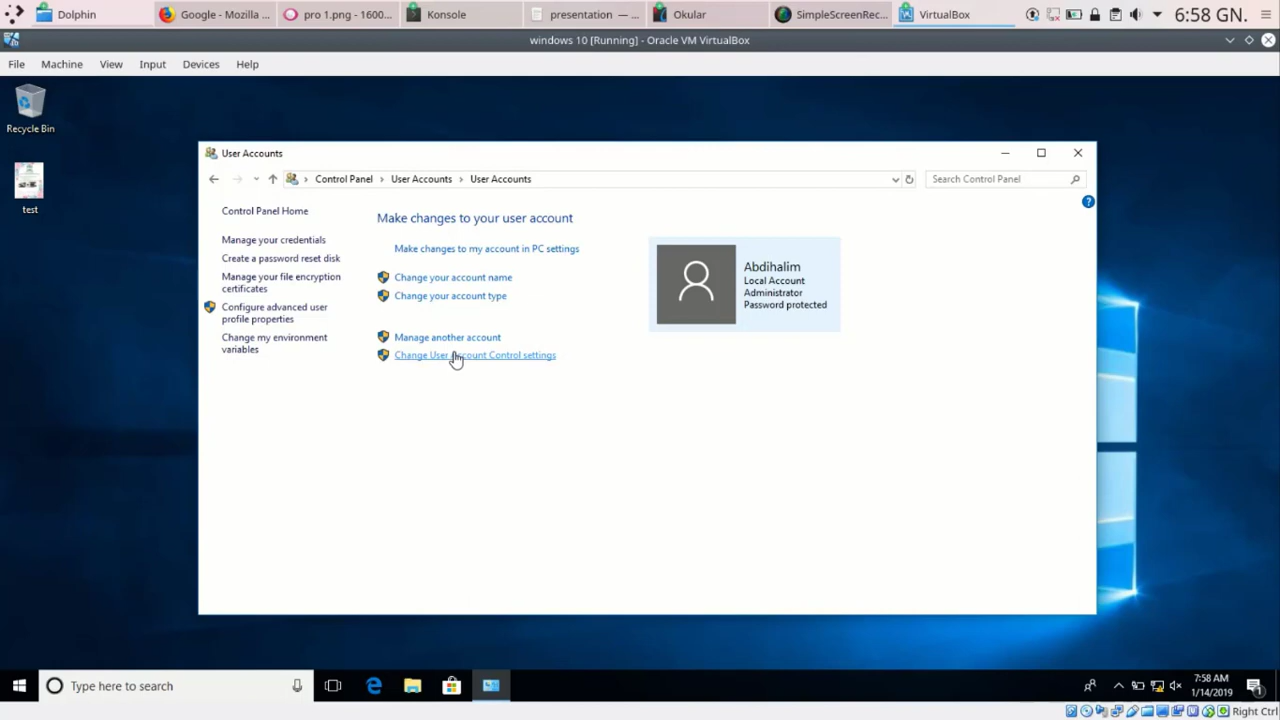 Dolphin
Google - Mozilla ...
pro 1.png - 1600...
Konsole
presentation — ...
Okular
SimpleScreenRec...
VirtualBox
6:58 GN.
windows 10 [Running] - Oracle VM VirtualBox
File Machine View Input Devices Help
Recycle Bin
test
User Accounts
Control Panel › User Accounts › User Accounts
Search Control Panel
Control Panel Home
Manage your credentials
Create a password reset disk
Manage your file encryption
certificates
Configure advanced user
profile properties
Change my environment
variables
Make changes to your user account
Make changes to my account in PC settings
Change your account name
Change your account type
Manage another account
Change User Account Control settings
Abdihalim
Local Account
Administrator
Password protected
Type here to search
7:58 AM
1/14/2019
1
Right Ctrl